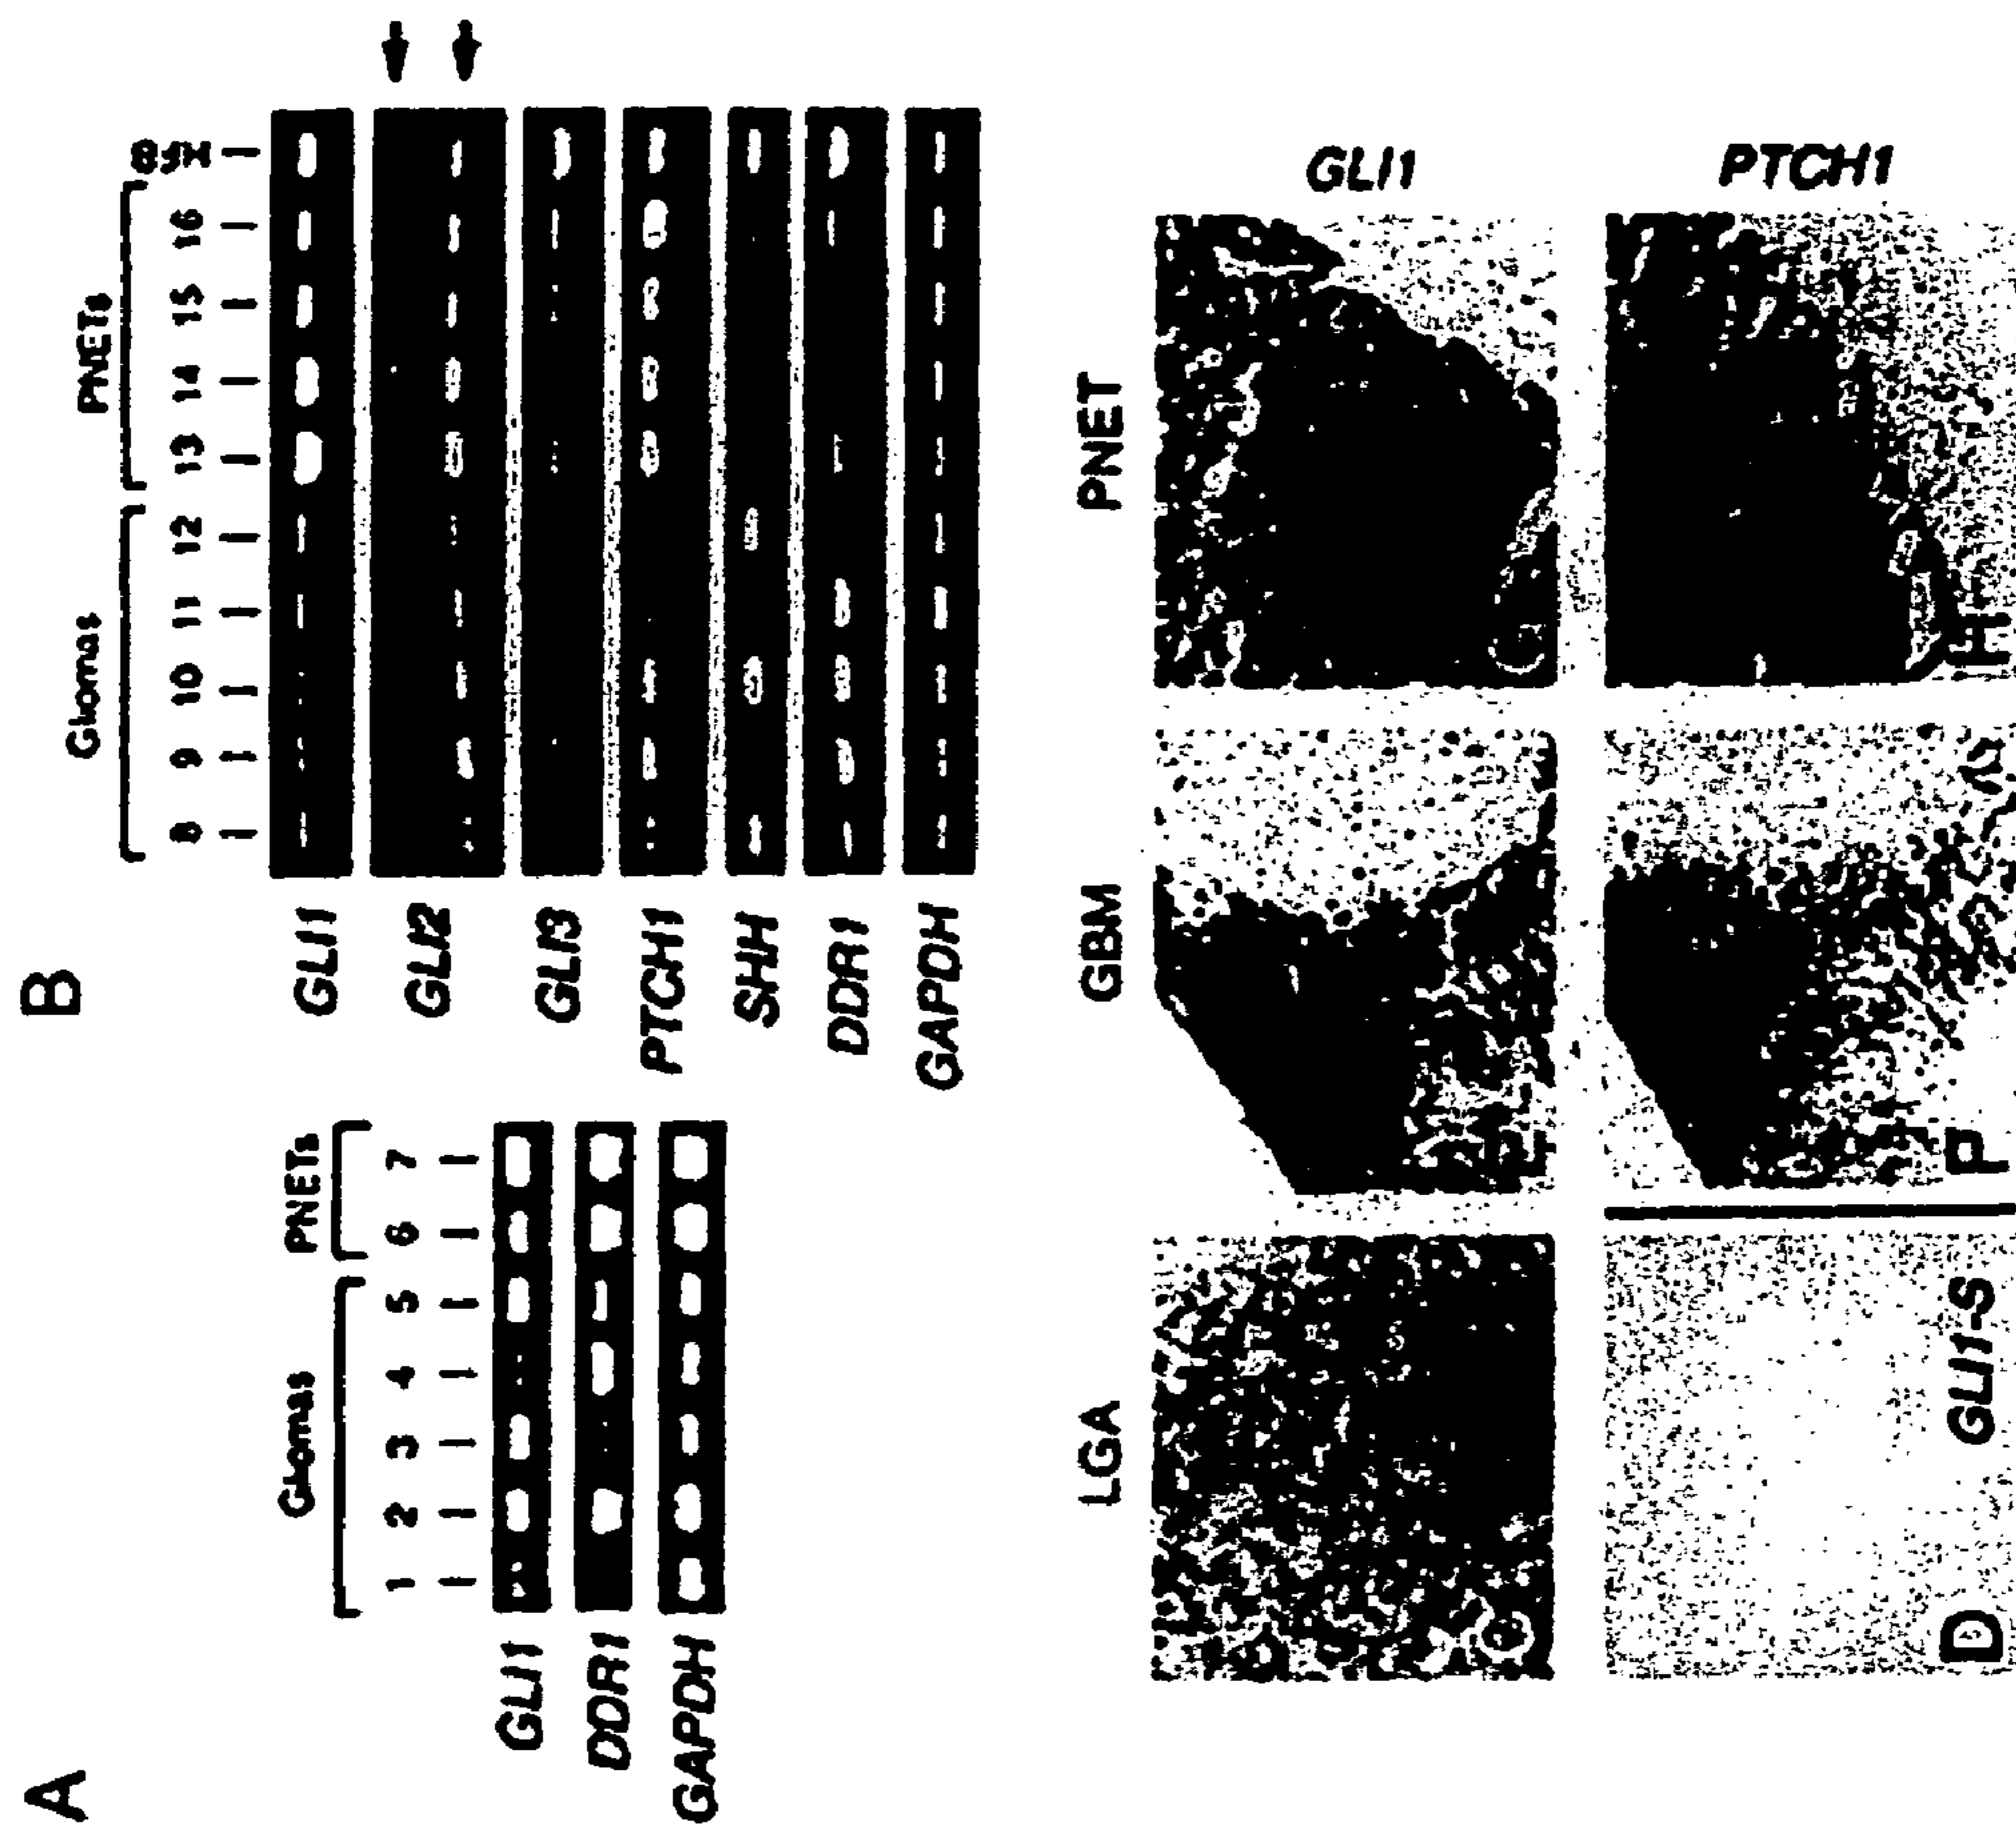 A
Gliomas PNETs
1 2 3 4 5 6 7
GLI1
DDR1
GAPDH
B
Gliomas PNETs
8 9 10 11 12 13 14 15 16
GLI1
GLI2
GLI3
PTCH1
SHH
DDR1
GAPDH
LGA GBM PNET
C E
GLI1
D GLI1-S F H
PTCH1